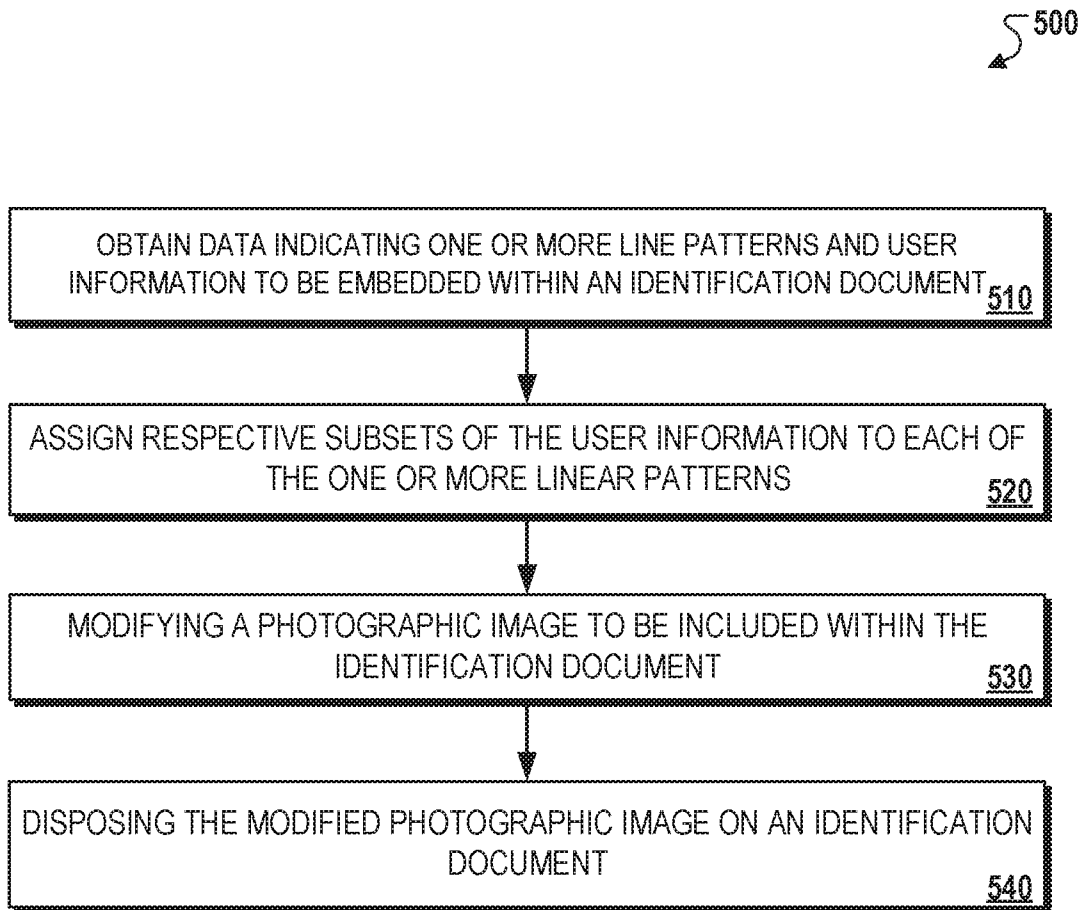 500
OBTAIN DATA INDICATING ONE OR MORE LINE PATTERNS AND USER
INFORMATION TO BE EMBEDDED WITHIN AN IDENTIFICATION DOCUMENT
510
ASSIGN RESPECTIVE SUBSETS OF THE USER INFORMATION TO EACH OF
THE ONE OR MORE LINEAR PATTERNS
520
MODIFYING A PHOTOGRAPHIC IMAGE TO BE INCLUDED WITHIN THE
IDENTIFICATION DOCUMENT
530
DISPOSING THE MODIFIED PHOTOGRAPHIC IMAGE ON AN IDENTIFICATION
DOCUMENT
540